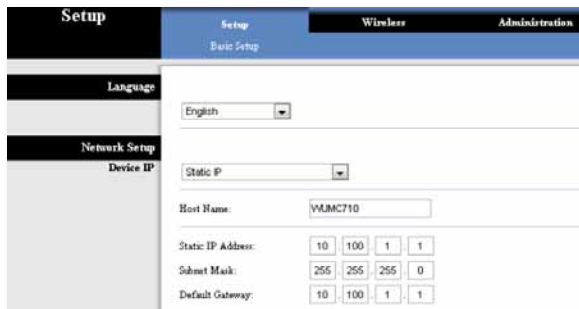 Setup
Setup Wireless Administration
Basic Setup
Language
English
Network Setup
Device IP
Static IP
Host Name: WUMC710
Static IP Address: 10 . 100 . 1 . 1
Subnet Mask: 255 . 255 . 255 . 0
Default Gateway: 10 . 100 . 1 . 1